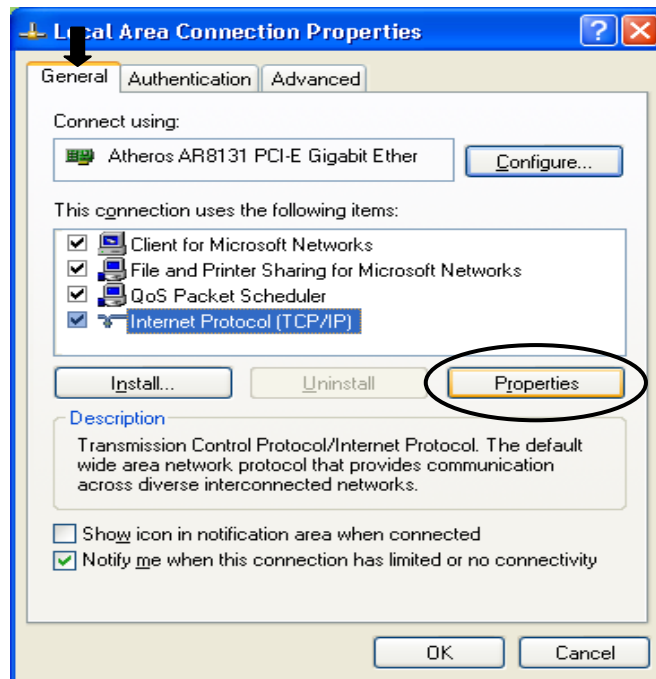 Local Area Connection Properties
General Authentication Advanced
Connect using:
Atheros AR8131 PCI-E Gigabit Ether Configure...
This connection uses the following items:
Client for Microsoft Networks
File and Printer Sharing for Microsoft Networks
QoS Packet Scheduler
Internet Protocol (TCP/IP)
Install... Uninstall Properties
Description
Transmission Control Protocol/Internet Protocol. The default
wide area network protocol that provides communication
across diverse interconnected networks.
Show icon in notification area when connected
Notify me when this connection has limited or no connectivity
OK Cancel